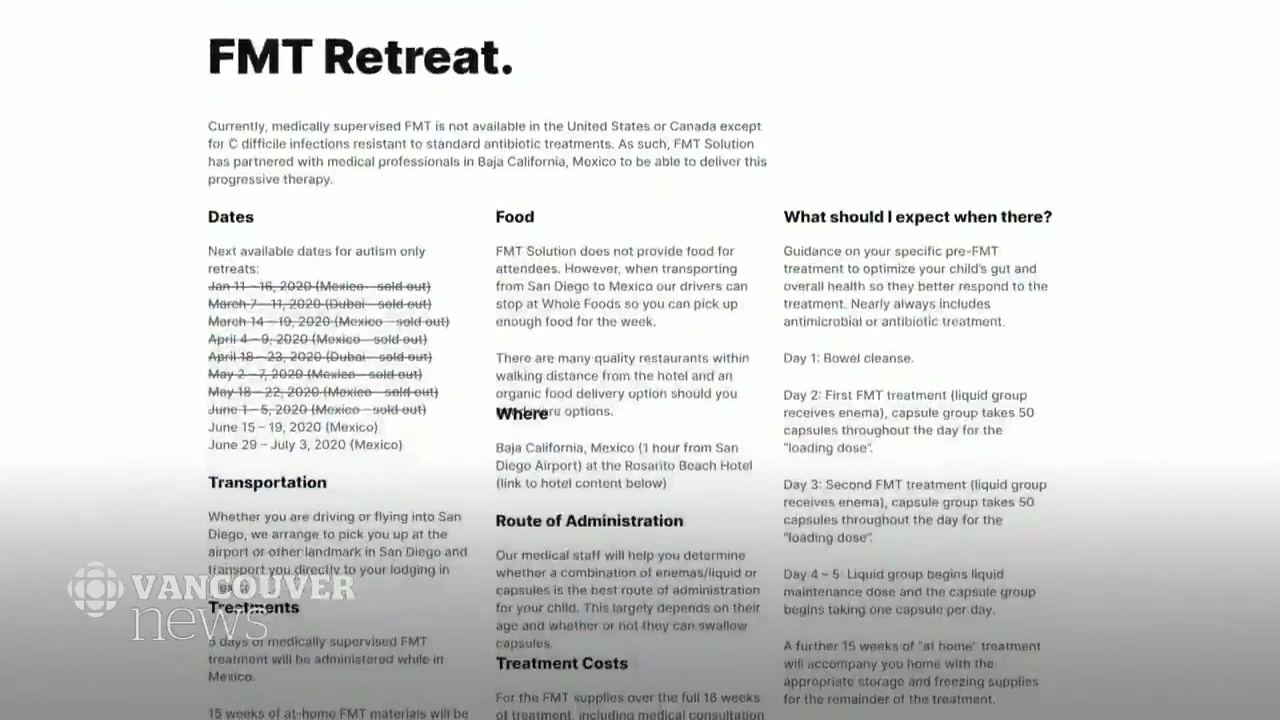 FMT Retreat.
Currently, medically supervised FMT is not available in the United States or Canada except
for C difficile infections resistant to standard antibiotic treatments. As such, FMT Solution
has partnered with medical professionals in Baja California, Mexico to be able to deliver this
progressive therapy.
Dates
Next available dates for autism only
retreats:
Jan 11 – 16, 2020 (Mexico – sold out)
March 7 – 11, 2020 (Dubai – sold out)
March 14 – 19, 2020 (Mexico – sold out)
April 4 – 9, 2020 (Mexico – sold out)
April 18 – 23, 2020 (Dubai – sold out)
May 2 – 7, 2020 (Mexico – sold out)
May 18 – 22, 2020 (Mexico – sold out)
June 1 – 5, 2020 (Mexico – sold out)
June 15 – 19, 2020 (Mexico)
June 29 – July 3, 2020 (Mexico)
Transportation
Whether you are driving or flying into San
Diego, we arrange to pick you up at the
airport or other landmark in San Diego and
transport you directly to your lodging in
Treatments
5 days of medically supervised FMT
treatment will be administered while in
Mexico.
15 weeks of at-home FMT materials will be
Food
FMT Solution does not provide food for
attendees. However, when transporting
from San Diego to Mexico our drivers can
stop at Whole Foods so you can pick up
enough food for the week.
There are many quality restaurants within
walking distance from the hotel and an
organic food delivery option should you
options.
Where
Baja California, Mexico (1 hour from San
Diego Airport) at the Rosarito Beach Hotel
(link to hotel content below)
Route of Administration
Our medical staff will help you determine
whether a combination of enemas/liquid or
capsules is the best route of administration
for your child. This largely depends on their
age and whether or not they can swallow
capsules.
Treatment Costs
For the FMT supplies over the full 16 weeks
of treatment, including medical consultation
What should I expect when there?
Guidance on your specific pre-FMT
treatment to optimize your child's gut and
overall health so they better respond to the
treatment. Nearly always includes
antimicrobial or antibiotic treatment.
Day 1: Bowel cleanse.
Day 2: First FMT treatment (liquid group
receives enema), capsule group takes 50
capsules throughout the day for the
"loading dose".
Day 3: Second FMT treatment (liquid group
receives enema), capsule group takes 50
capsules throughout the day for the
"loading dose".
Day 4 – 5: Liquid group begins liquid
maintenance dose and the capsule group
begins taking one capsule per day.
A further 15 weeks of "at home" treatment
will accompany you home with the
appropriate storage and freezing supplies
for the remainder of the treatment.
VANCOUVER
news